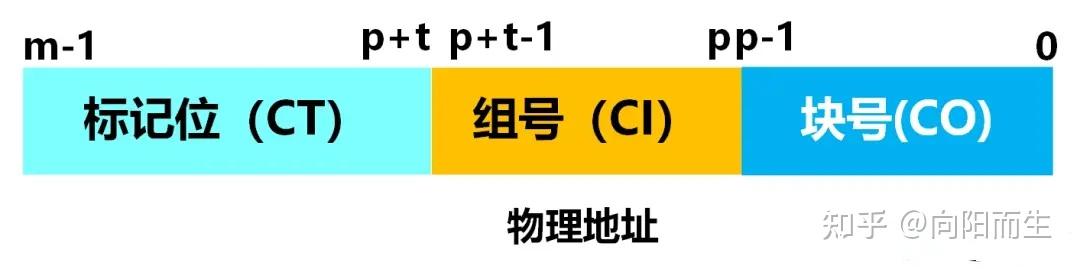 m-1 p+t p+t-1 pp-1 0
标记位（CT） 组号（CI） 块号(CO)
物理地址
知乎 @向阳而生